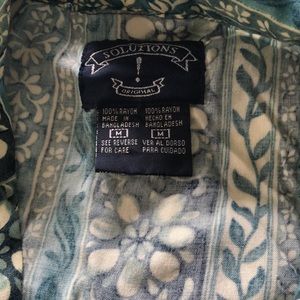 SOLUTIONS
ORIGINAL
100% RAYON
MADE IN
BANGLADESH
M
SEE REVERSE
FOR CARE
100% RAYON
HECHO EN
BANGLADESH
M
VER AL DORSO
PARA CUIDADO